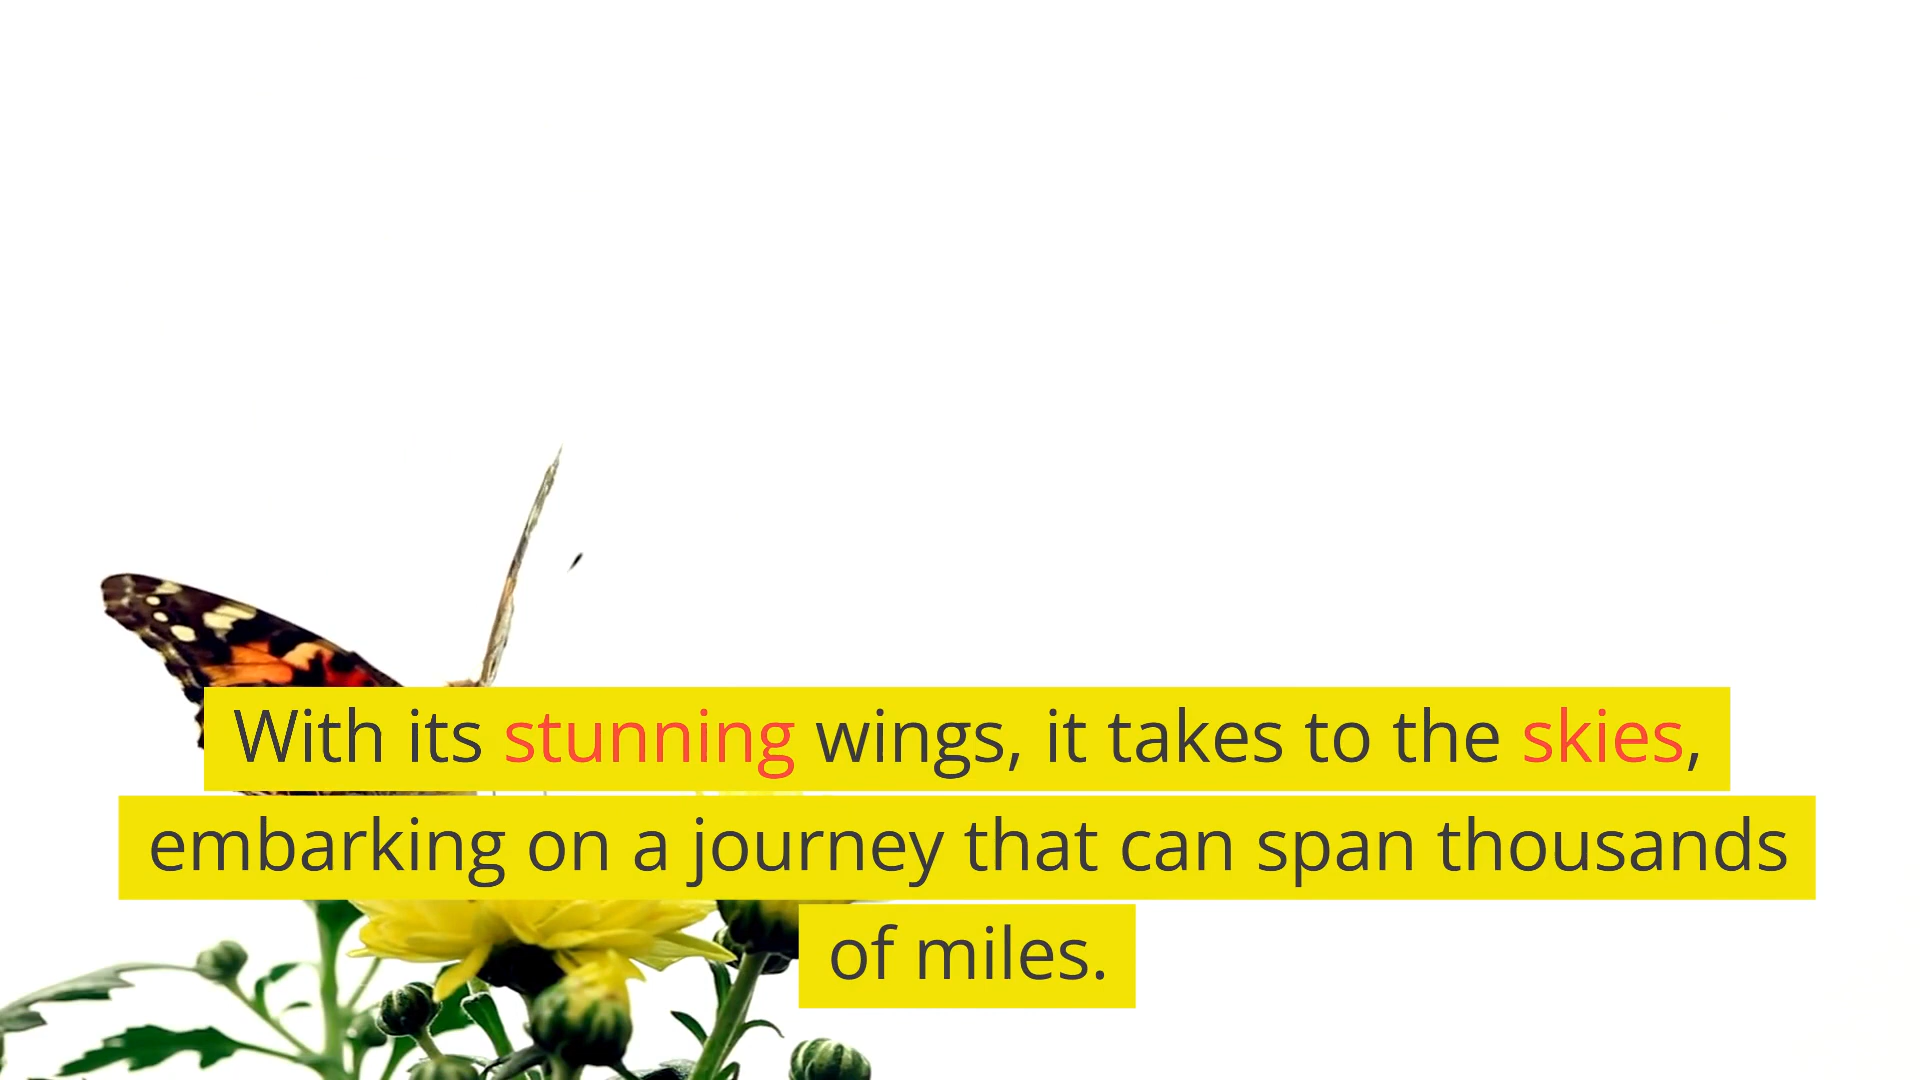 With its stunning wings, it takes to the skies,
embarking on a journey that can span thousands
of miles.